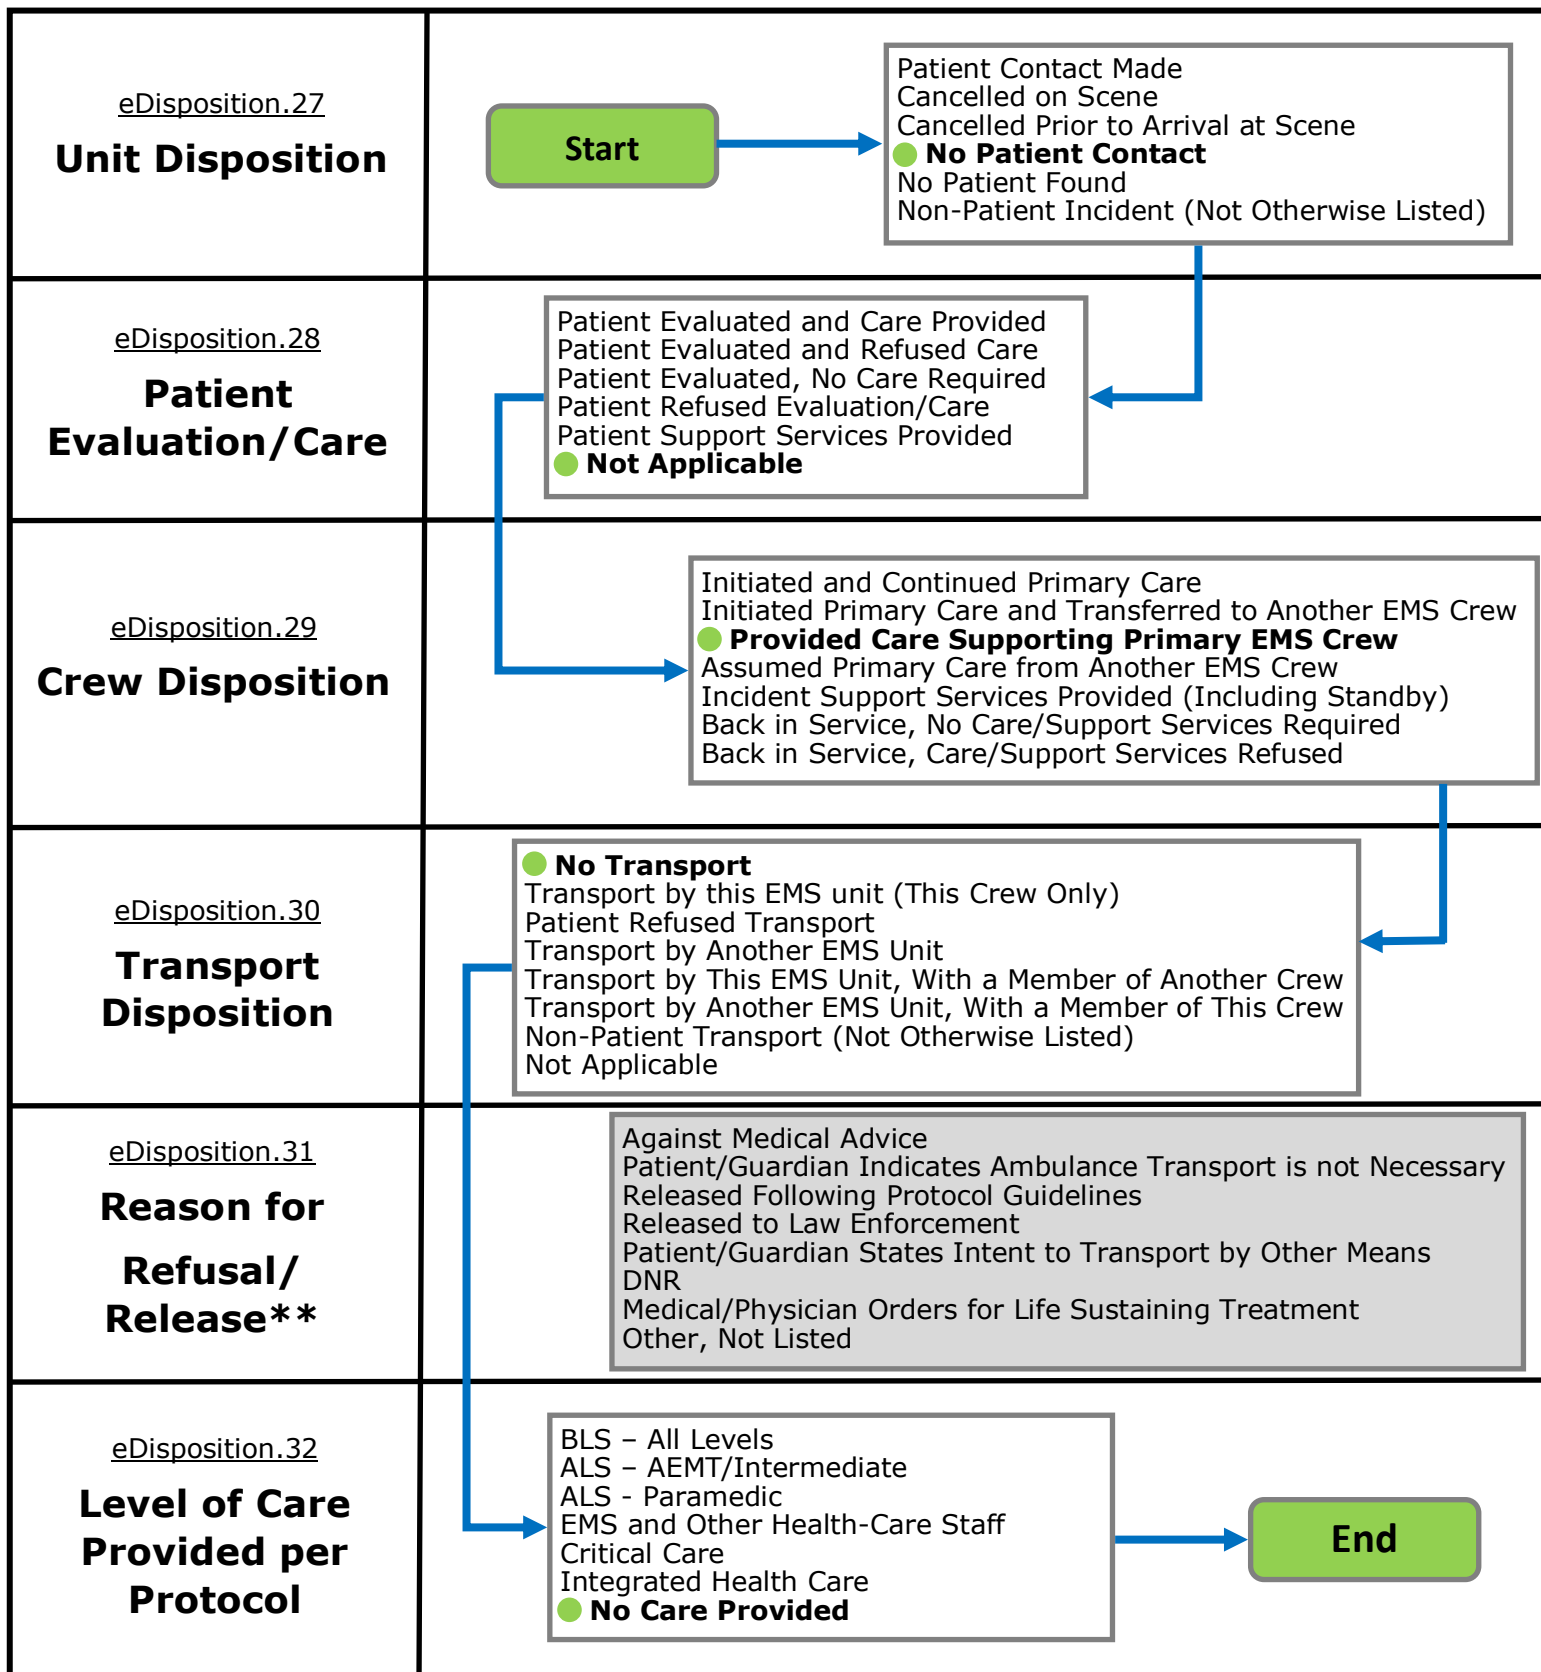 eDisposition.27
Unit Disposition
Start
Patient Contact Made
Cancelled on Scene
Cancelled Prior to Arrival at Scene
No Patient Contact
No Patient Found
Non-Patient Incident (Not Otherwise Listed)
eDisposition.28
Patient
Evaluation/Care
Patient Evaluated and Care Provided
Patient Evaluated and Refused Care
Patient Evaluated, No Care Required
Patient Refused Evaluation/Care
Patient Support Services Provided
Not Applicable
eDisposition.29
Crew Disposition
Initiated and Continued Primary Care
Initiated Primary Care and Transferred to Another EMS Crew
Provided Care Supporting Primary EMS Crew
Assumed Primary Care from Another EMS Crew
Incident Support Services Provided (Including Standby)
Back in Service, No Care/Support Services Required
Back in Service, Care/Support Services Refused
eDisposition.30
Transport
Disposition
No Transport
Transport by this EMS unit (This Crew Only)
Patient Refused Transport
Transport by Another EMS Unit
Transport by This EMS Unit, With a Member of Another Crew
Transport by Another EMS Unit, With a Member of This Crew
Non-Patient Transport (Not Otherwise Listed)
Not Applicable
eDisposition.31
Reason for
Refusal/
Release**
Against Medical Advice
Patient/Guardian Indicates Ambulance Transport is not Necessary
Released Following Protocol Guidelines
Released to Law Enforcement
Patient/Guardian States Intent to Transport by Other Means
DNR
Medical/Physician Orders for Life Sustaining Treatment
Other, Not Listed
eDisposition.32
Level of Care
Provided per
Protocol
BLS – All Levels
ALS – AEMT/Intermediate
ALS - Paramedic
EMS and Other Health-Care Staff
Critical Care
Integrated Health Care
No Care Provided
End